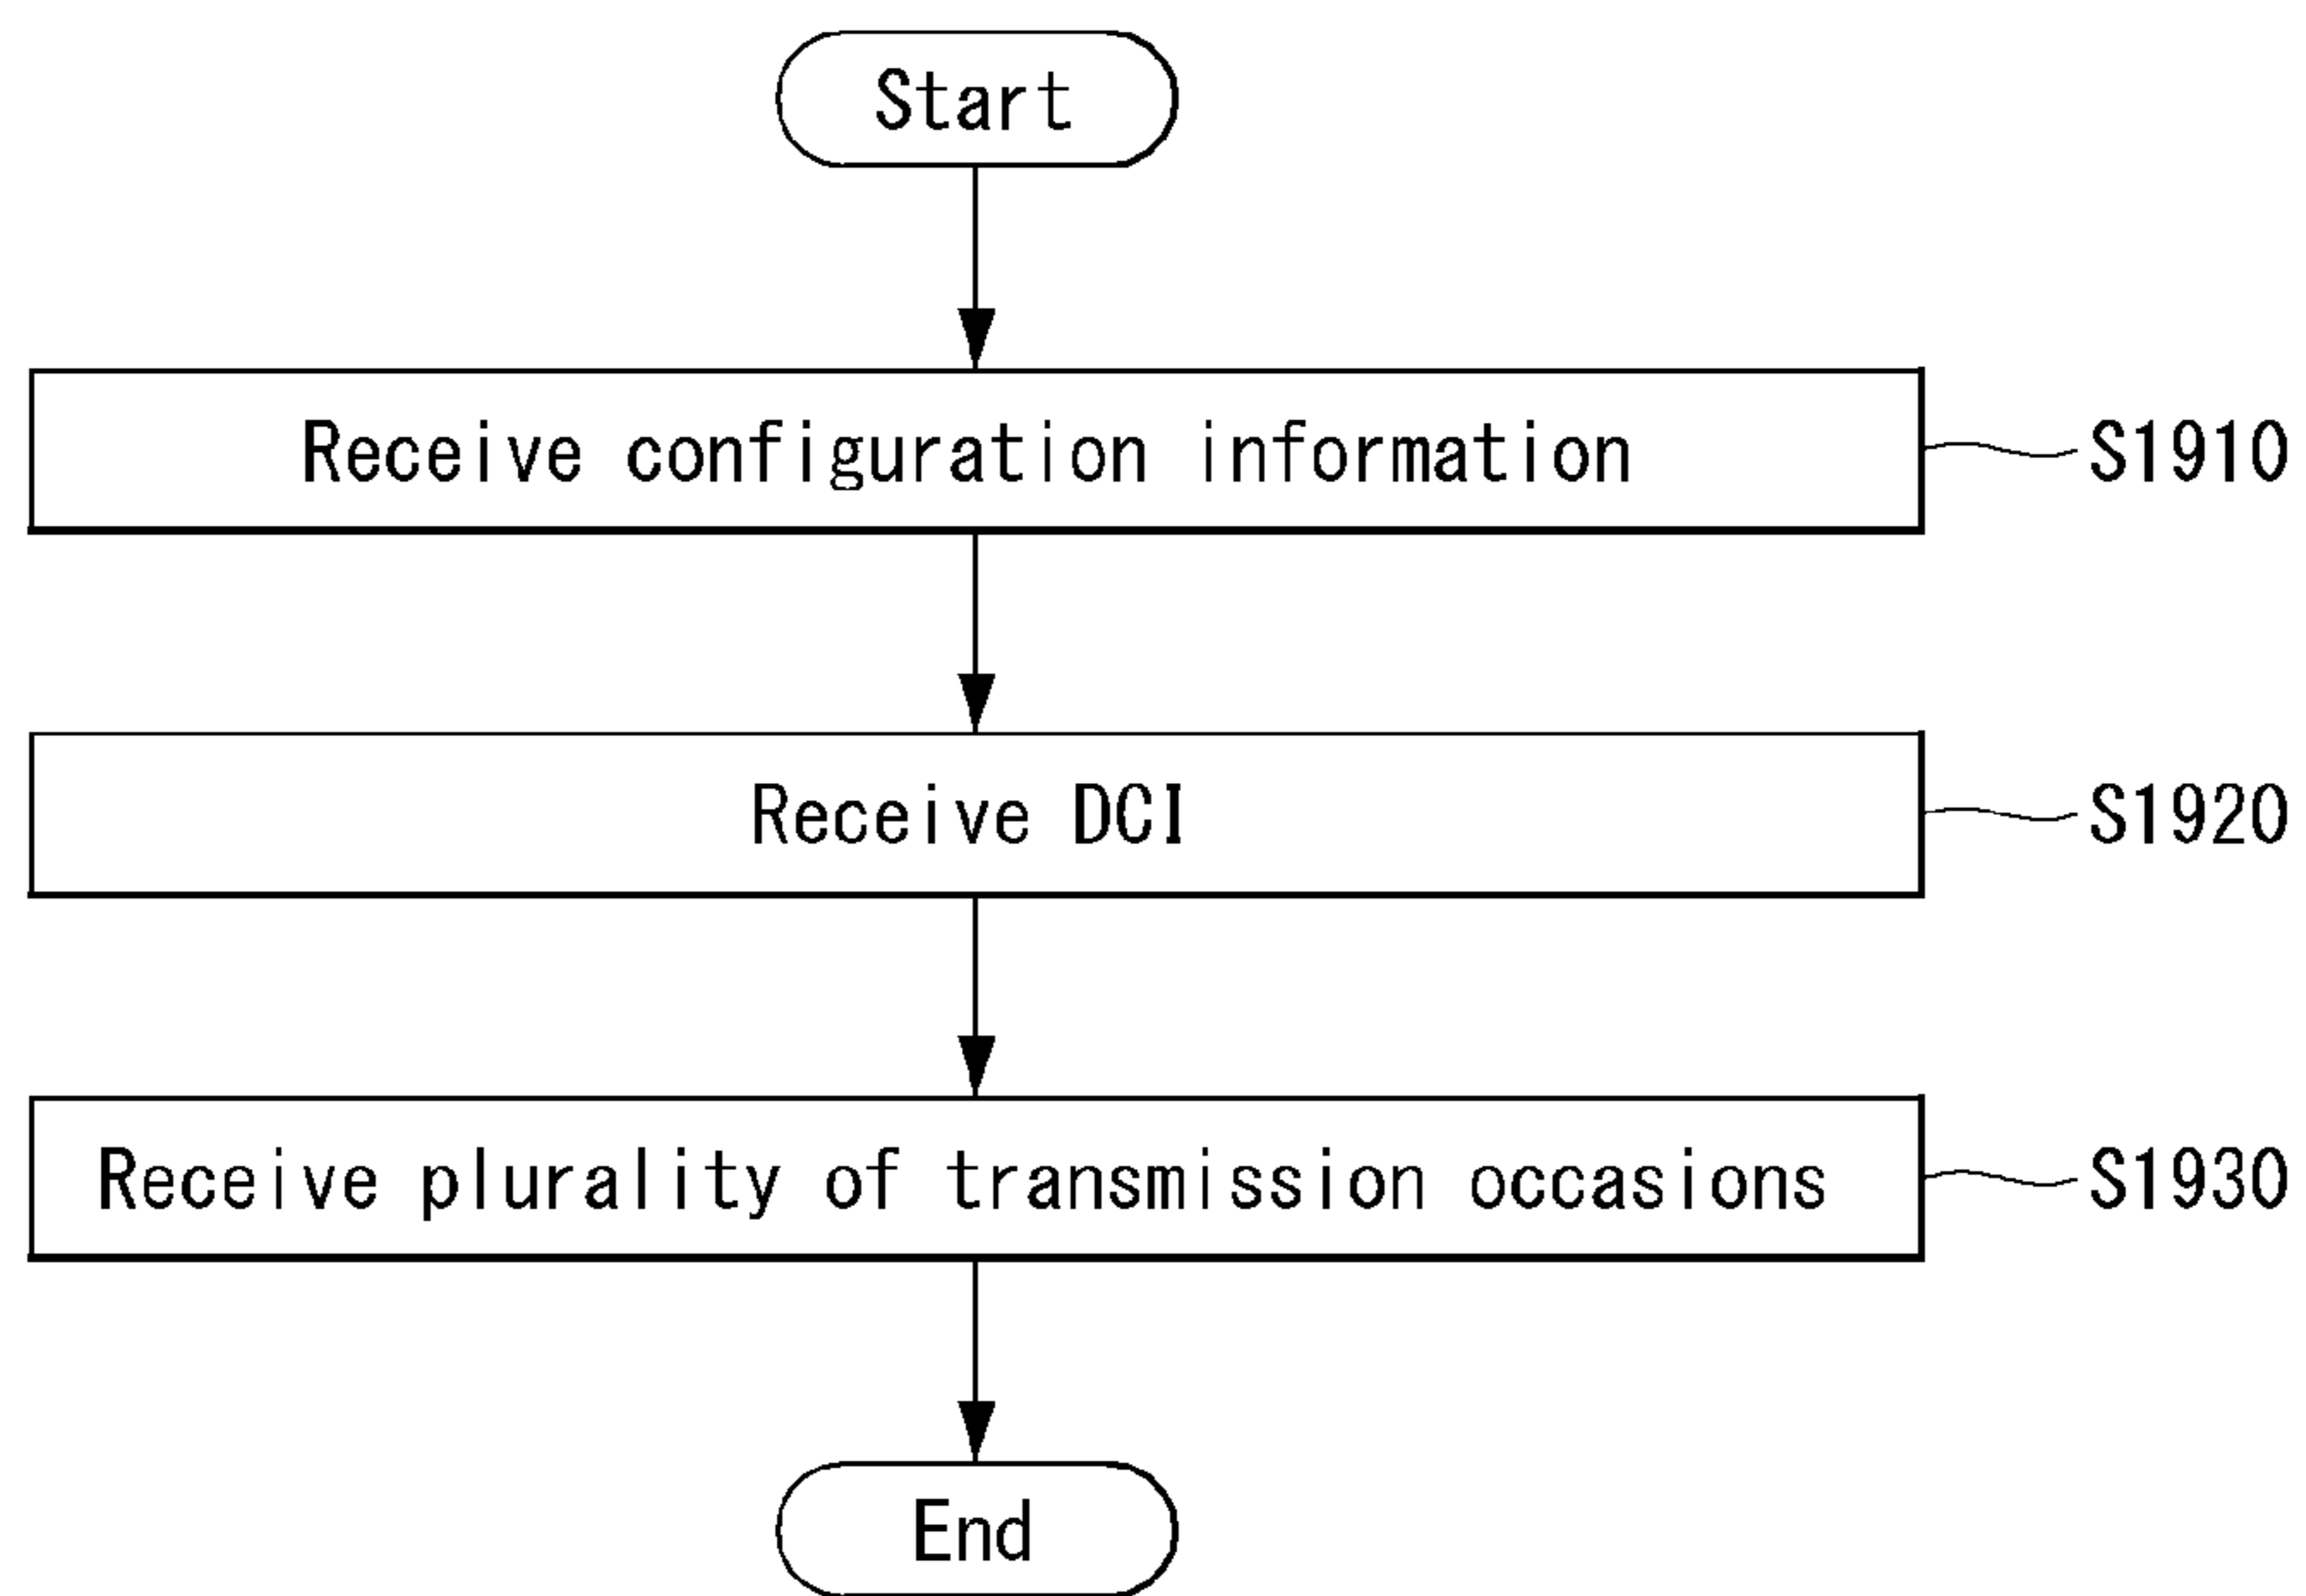 Start
Receive configuration information
S1910
Receive DCI
S1920
Receive plurality of transmission occasions
S1930
End